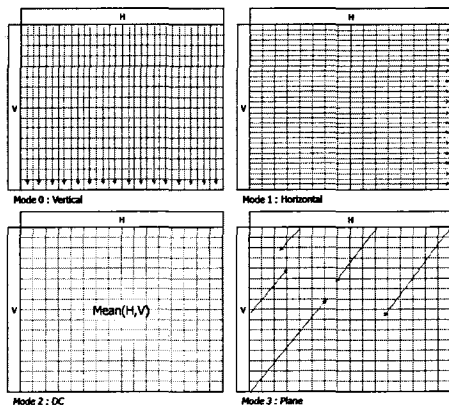 H
V
Mode 0 : Vertical
H
V
Mode 1 : Horizontal
H
V
Mean(H,V)
Mode 2 : DC
H
V
Mode 3 : Plane